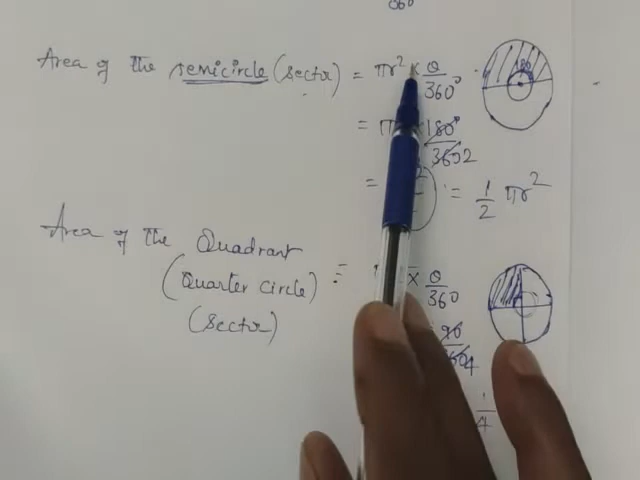 360
Area of the semicircle (sector) = πr² × θ/360°
180
= π × 180°/360 2
= = 1/2 πr²
Area of the Quadrant
(Quarter circle) = × θ/360
(Sector)
90/360 4
1/4